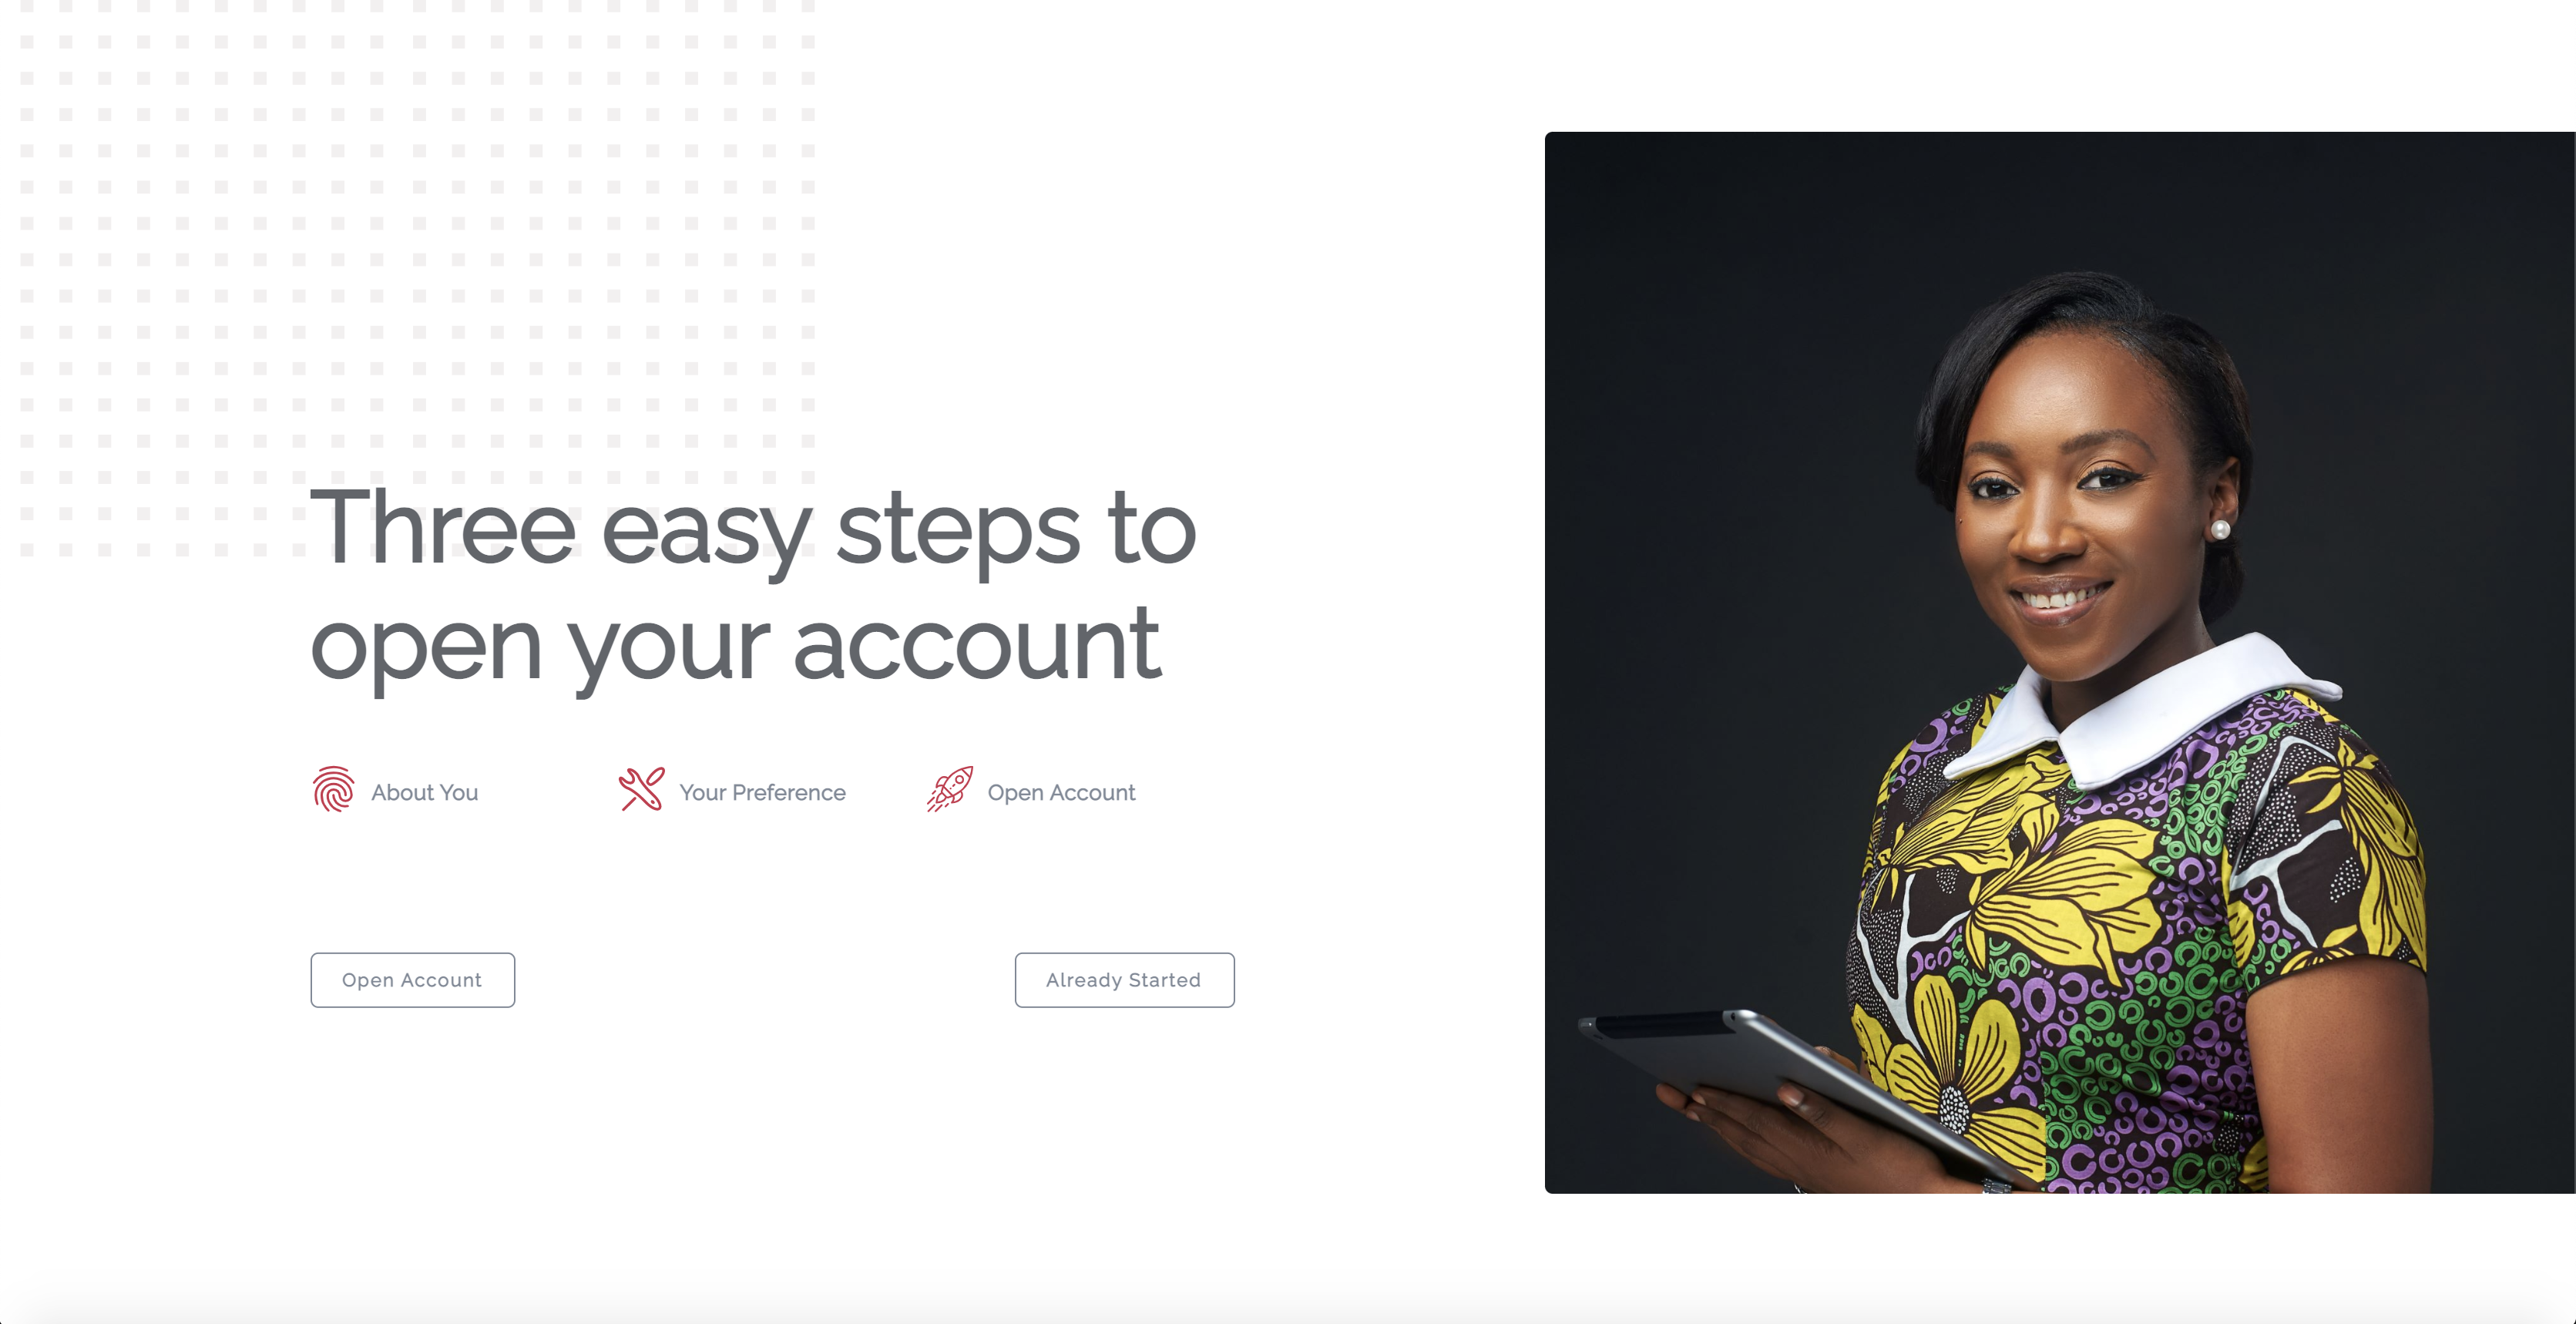 Three easy steps to
open your account
About You
Your Preference
Open Account
Open Account
Already Started